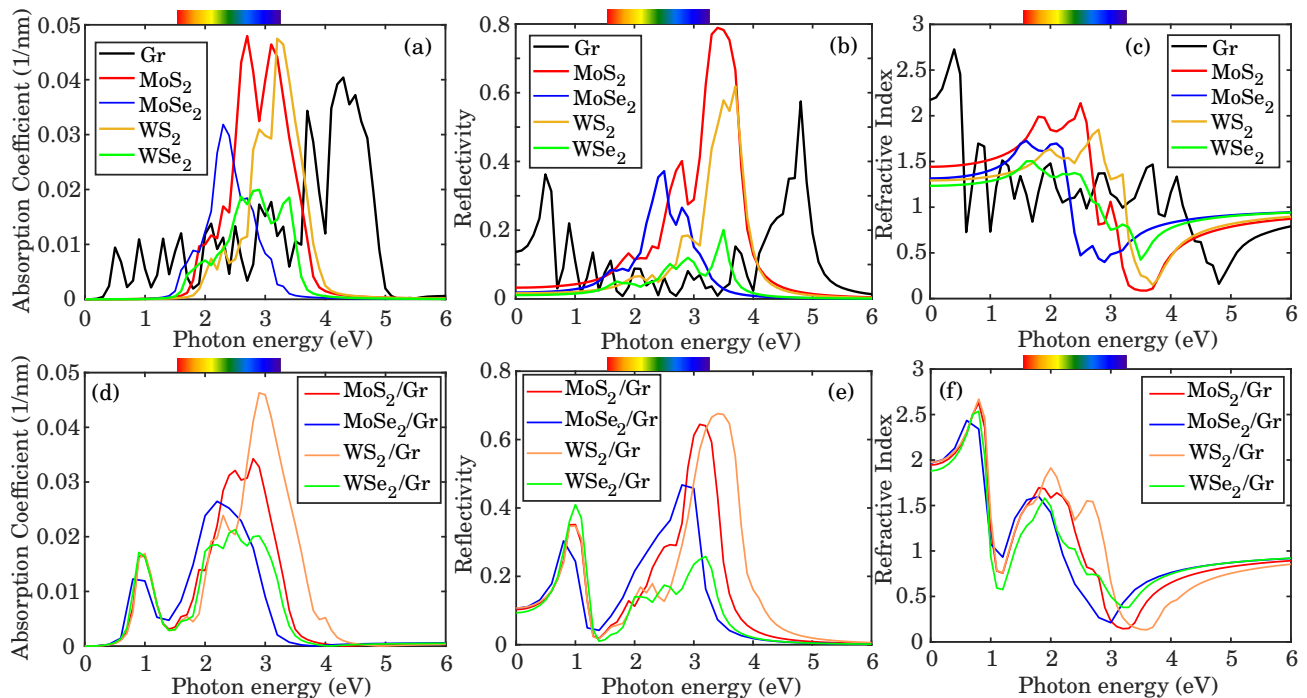 (a)
Absorption Coefficient (1/nm)
0.05
0.04
0.03
0.02
0.01
0
Gr
MoS2
MoSe2
WS2
WSe2
0 1 2 3 4 5 6
Photon energy (eV)
(b)
Reflectivity
0.8
0.6
0.4
0.2
0
Gr
MoS2
MoSe2
WS2
WSe2
0 1 2 3 4 5 6
Photon energy (eV)
(c)
Refractive Index
3
2.5
2
1.5
1
0.5
0
Gr
MoS2
MoSe2
WS2
WSe2
0 1 2 3 4 5 6
Photon energy (eV)
(d)
Absorption Coefficient (1/nm)
0.05
0.04
0.03
0.02
0.01
0
MoS2/Gr
MoSe2/Gr
WS2/Gr
WSe2/Gr
0 1 2 3 4 5 6
Photon energy (eV)
(e)
Reflectivity
0.8
0.6
0.4
0.2
0
MoS2/Gr
MoSe2/Gr
WS2/Gr
WSe2/Gr
0 1 2 3 4 5 6
Photon energy (eV)
(f)
Refractive Index
3
2.5
2
1.5
1
0.5
0
MoS2/Gr
MoSe2/Gr
WS2/Gr
WSe2/Gr
0 1 2 3 4 5 6
Photon energy (eV)